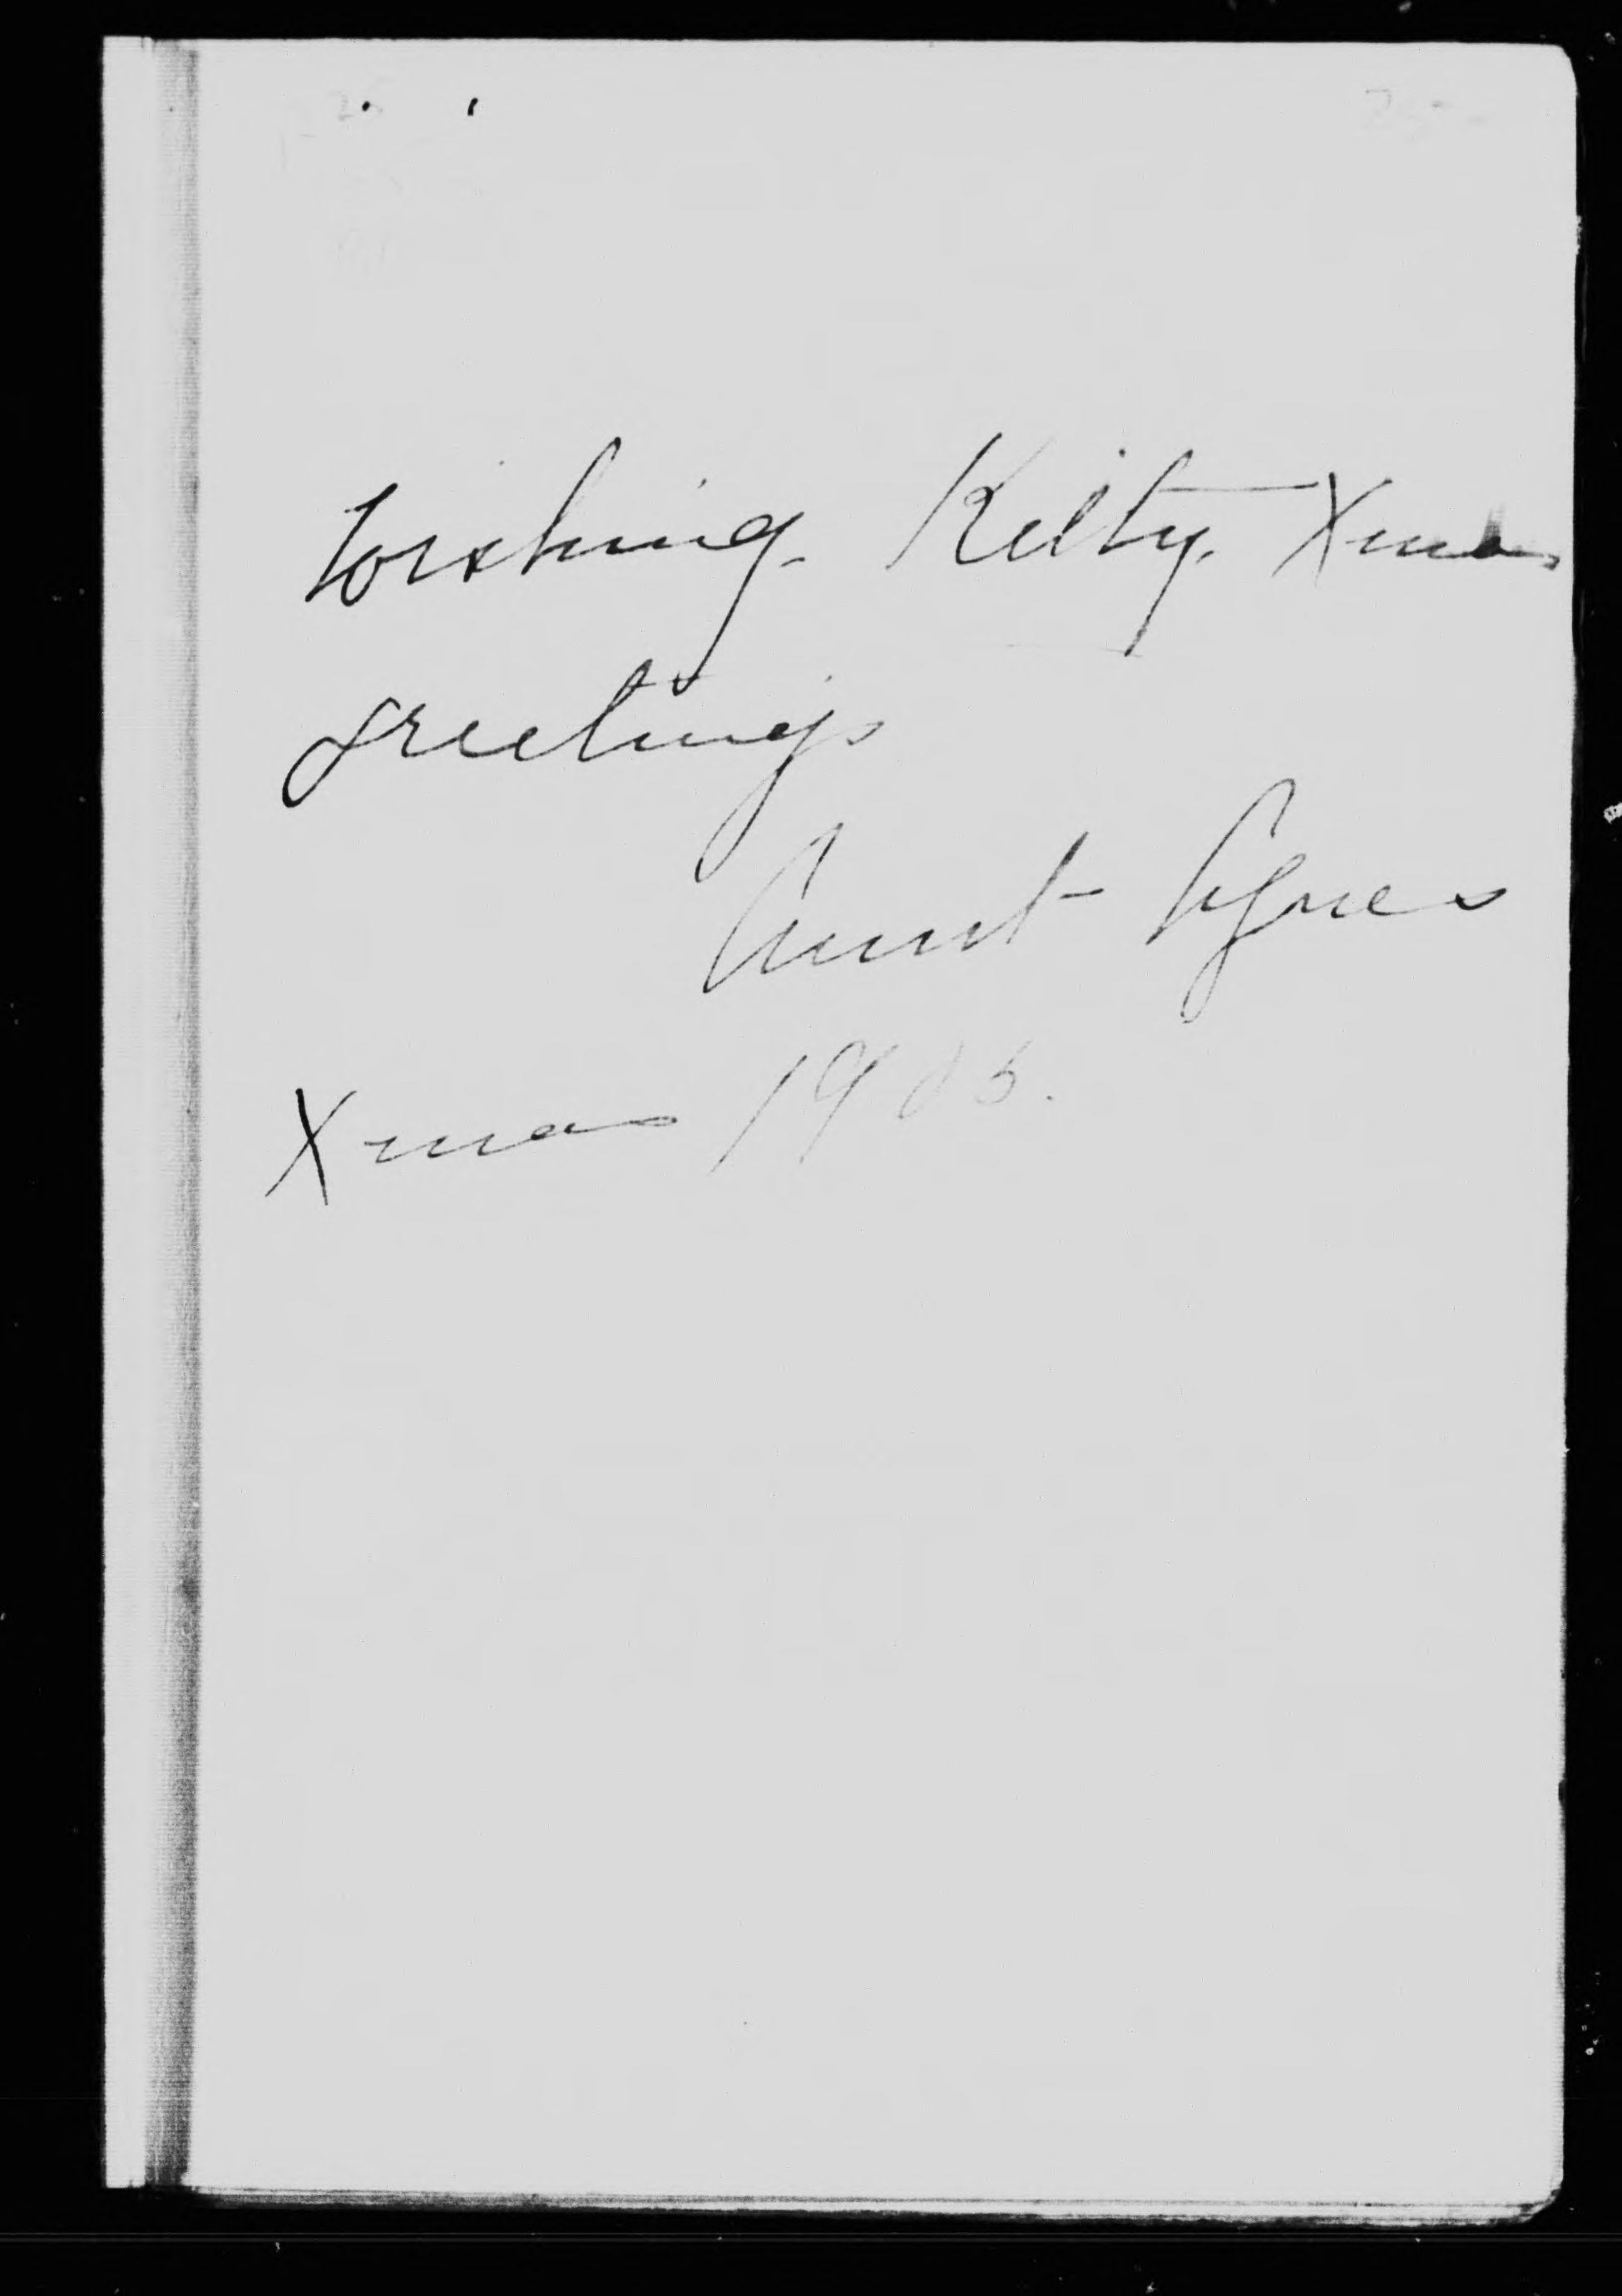 Wishing Kitty Xmas
greetings
Aunt Agnes
Xmas 1905.